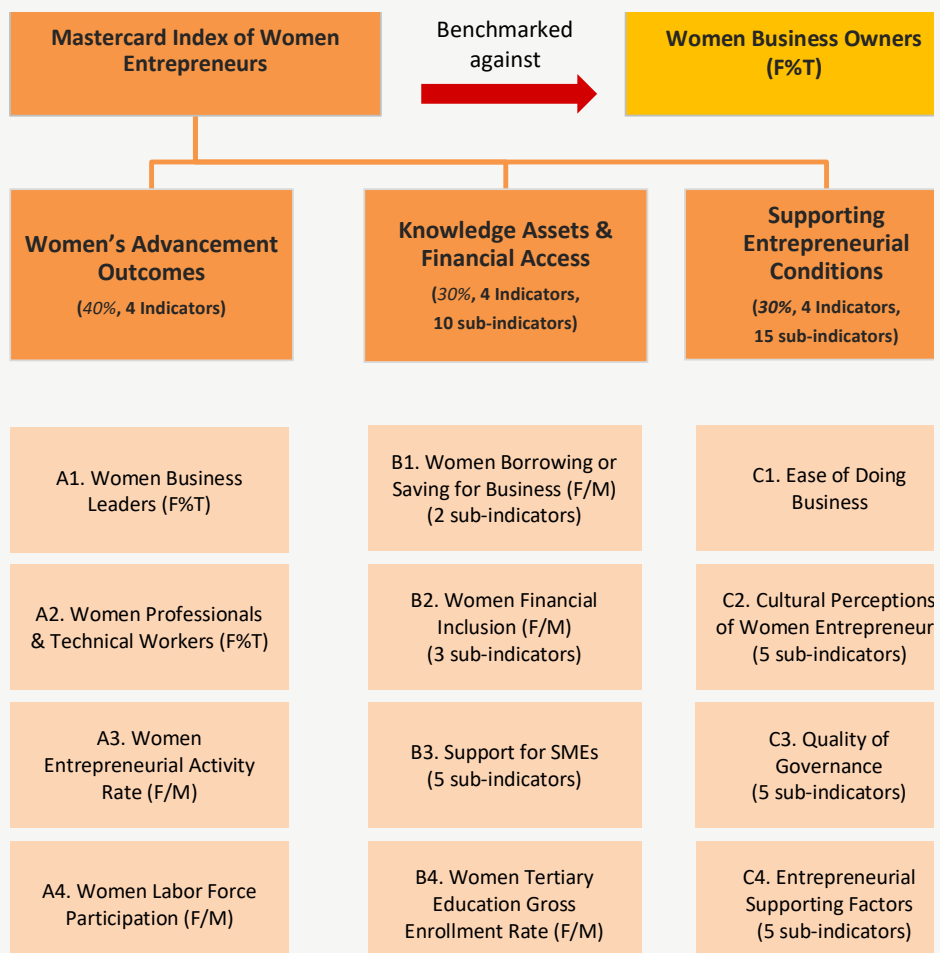 Mastercard Index of Women
Entrepreneurs
Benchmarked
against
Women Business Owners
(F%T)
Women's Advancement
Outcomes
(40%, 4 Indicators)
Knowledge Assets &
Financial Access
(30%, 4 Indicators,
10 sub-indicators)
Supporting
Entrepreneurial
Conditions
(30%, 4 Indicators,
15 sub-indicators)
A1. Women Business
Leaders (F%T)
B1. Women Borrowing or
Saving for Business (F/M)
(2 sub-indicators)
C1. Ease of Doing
Business
A2. Women Professionals
& Technical Workers (F%T)
B2. Women Financial
Inclusion (F/M)
(3 sub-indicators)
C2. Cultural Perceptions
of Women Entrepreneur
(5 sub-indicators)
A3. Women
Entrepreneurial Activity
Rate (F/M)
B3. Support for SMEs
(5 sub-indicators)
C3. Quality of
Governance
(5 sub-indicators)
A4. Women Labor Force
Participation (F/M)
B4. Women Tertiary
Education Gross
Enrollment Rate (F/M)
C4. Entrepreneurial
Supporting Factors
(5 sub-indicators)